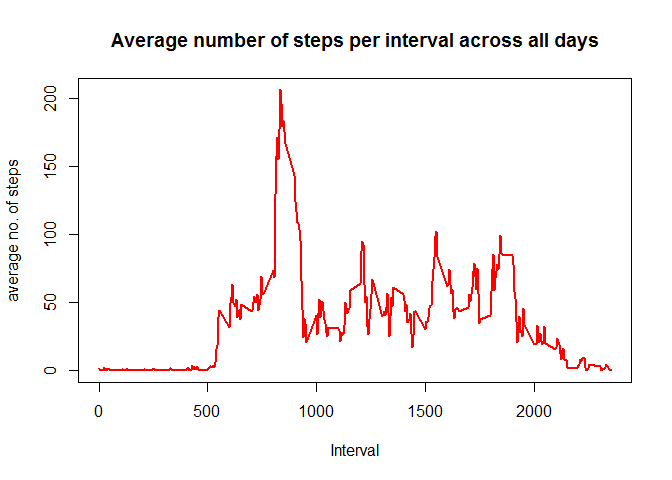 Average number of steps per interval across all days
average no. of steps
200
150
100
50
0
0 500 1000 1500 2000
Interval